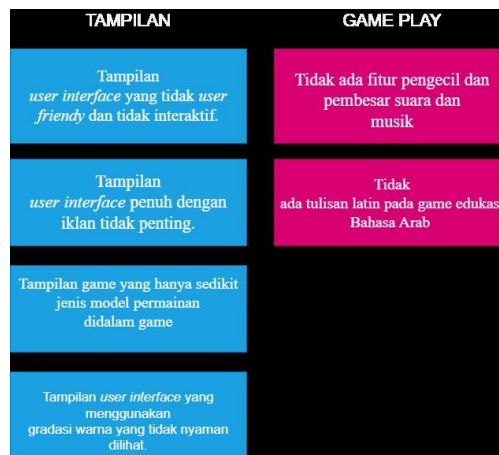 TAMPILAN
Tampilan
user interface yang tidak user
friendy dan tidak interaktif.
Tampilan
user interface penuh dengan
iklan tidak penting.
Tampilan game yang hanya sedikit
jenis model permainan
didalam game
Tampilan user interface yang
menggunakan
gradasi warna yang tidak nyaman
dilihat.
GAME PLAY
Tidak ada fitur pengecil dan
pembesar suara dan
musik
Tidak
ada tulisan latin pada game edukas
Bahasa Arab